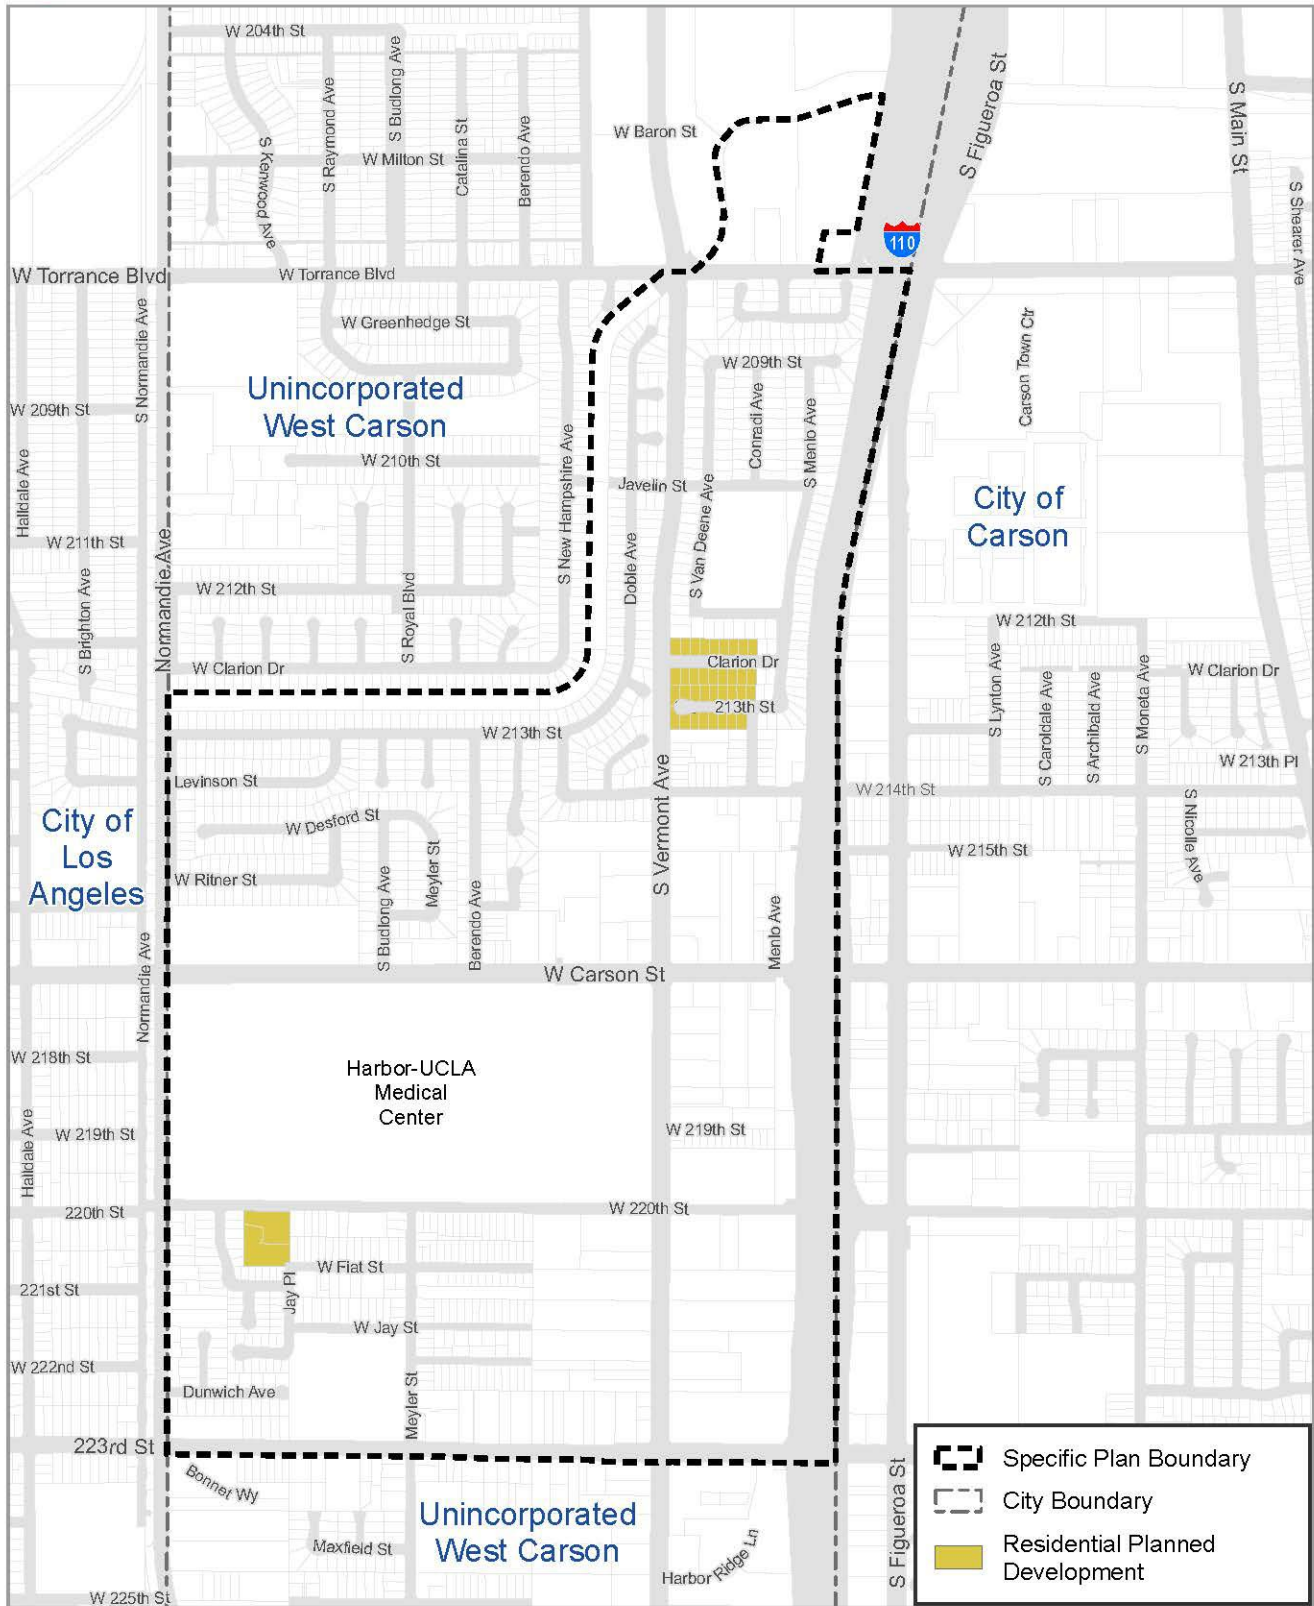 W 204th St
S Budlong Ave
S Raymond Ave
S Kenwood Ave
Catalina St
Berendo Ave
W Milton St
W Baron St
S Figueroa St
S Main St
S Shearer Ave
110
W Torrance Blvd
W Torrance Blvd
S Normandie Ave
W Greenhedge St
W 209th St
Conradi Ave
S Menlo Ave
Carson Town Ctr
Unincorporated
West Carson
W 209th St
Halldale Ave
W 210th St
S New Hampshire Ave
Javelin St
S Van Deene Ave
Doble Ave
City of
Carson
W 211th St
Normandie Ave
S Brighton Ave
W 212th St
S Royal Blvd
W Clarion Dr
Clarion Dr
213th St
W 212th St
S Lynton Ave
S Caroldale Ave
S Archibald Ave
S Moneta Ave
W Clarion Dr
W 213th St
W 213th Pl
Levinson St
W 214th St
S Nicolle Ave
City of
Los
Angeles
W Desford St
Meyler St
S Vermont Ave
W 215th St
W Ritner St
S Budlong Ave
Berendo Ave
Menlo Ave
Normandie Ave
W Carson St
W 218th St
Harbor-UCLA
Medical
Center
Halldale Ave
W 219th St
W 219th St
220th St
W 220th St
W Fiat St
Jay Pl
221st St
W Jay St
W 222nd St
Dunwich Ave
Meyler St
223rd St
Bonnet Wy
Unincorporated
West Carson
Maxfield St
Harbor Ridge Ln
S Figueroa St
W 225th St
Specific Plan Boundary
City Boundary
Residential Planned
Development